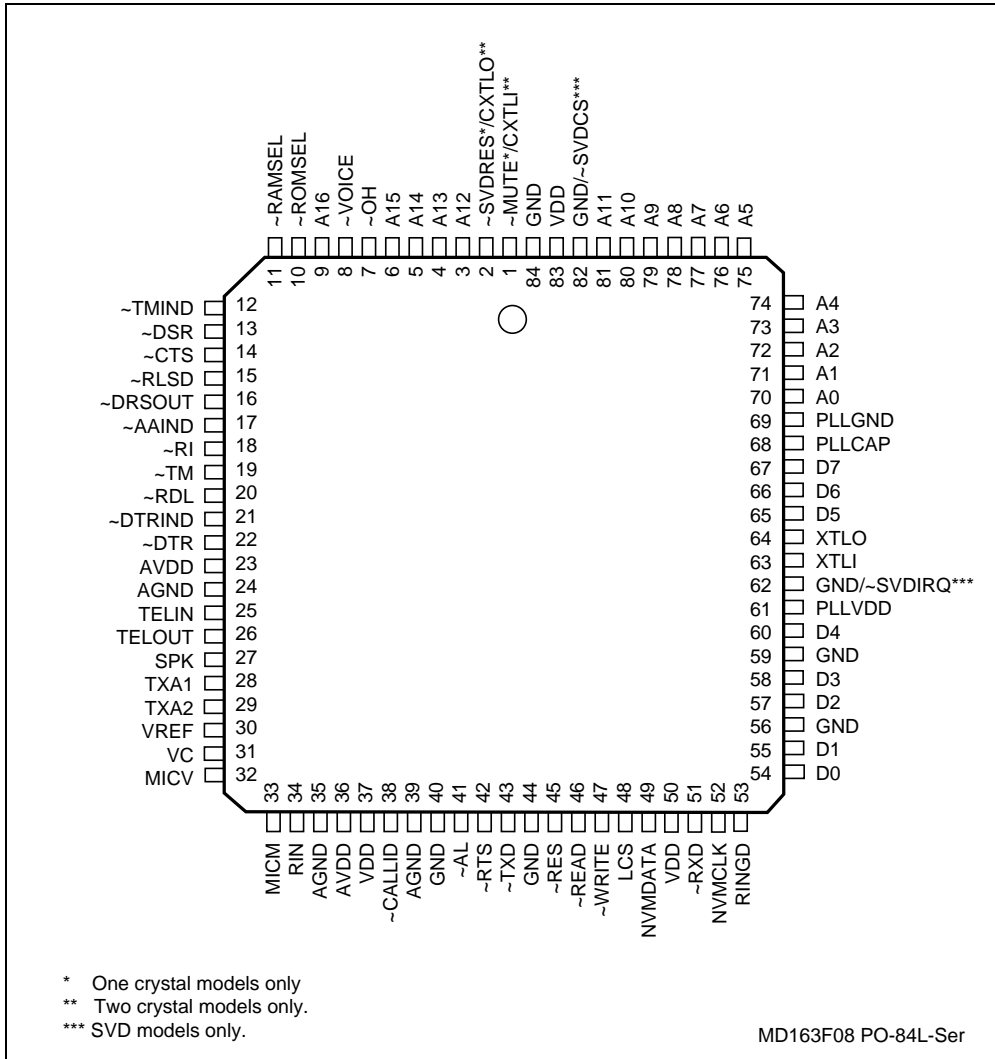 ~RAMSEL
~ROMSEL
A16
~VOICE
~OH
A15
A14
A13
A12
~SVDRES*/CXTLO**
~MUTE*/CXTLI**
GND
VDD
GND/~SVDCS***
A11
A10
A9
A8
A7
A6
A5
11
10
9
8
7
6
5
4
3
2
1
84
83
82
81
80
79
78
77
76
75
~TMIND 12
~DSR 13
~CTS 14
~RLSD 15
~DRSOUT 16
~AAIND 17
~RI 18
~TM 19
~RDL 20
~DTRIND 21
~DTR 22
AVDD 23
AGND 24
TELIN 25
TELOUT 26
SPK 27
TXA1 28
TXA2 29
VREF 30
VC 31
MICV 32
74 A4
73 A3
72 A2
71 A1
70 A0
69 PLLGND
68 PLLCAP
67 D7
66 D6
65 D5
64 XTLO
63 XTLI
62 GND/~SVDIRQ***
61 PLLVDD
60 D4
59 GND
58 D3
57 D2
56 GND
55 D1
54 D0
33
34
35
36
37
38
39
40
41
42
43
44
45
46
47
48
49
50
51
52
53
MICM
RIN
AGND
AVDD
VDD
~CALLID
AGND
GND
~AL
~RTS
~TXD
GND
~RES
~READ
~WRITE
LCS
NVMDATA
VDD
~RXD
NVMCLK
RINGD
* One crystal models only
** Two crystal models only.
*** SVD models only.
MD163F08 PO-84L-Ser